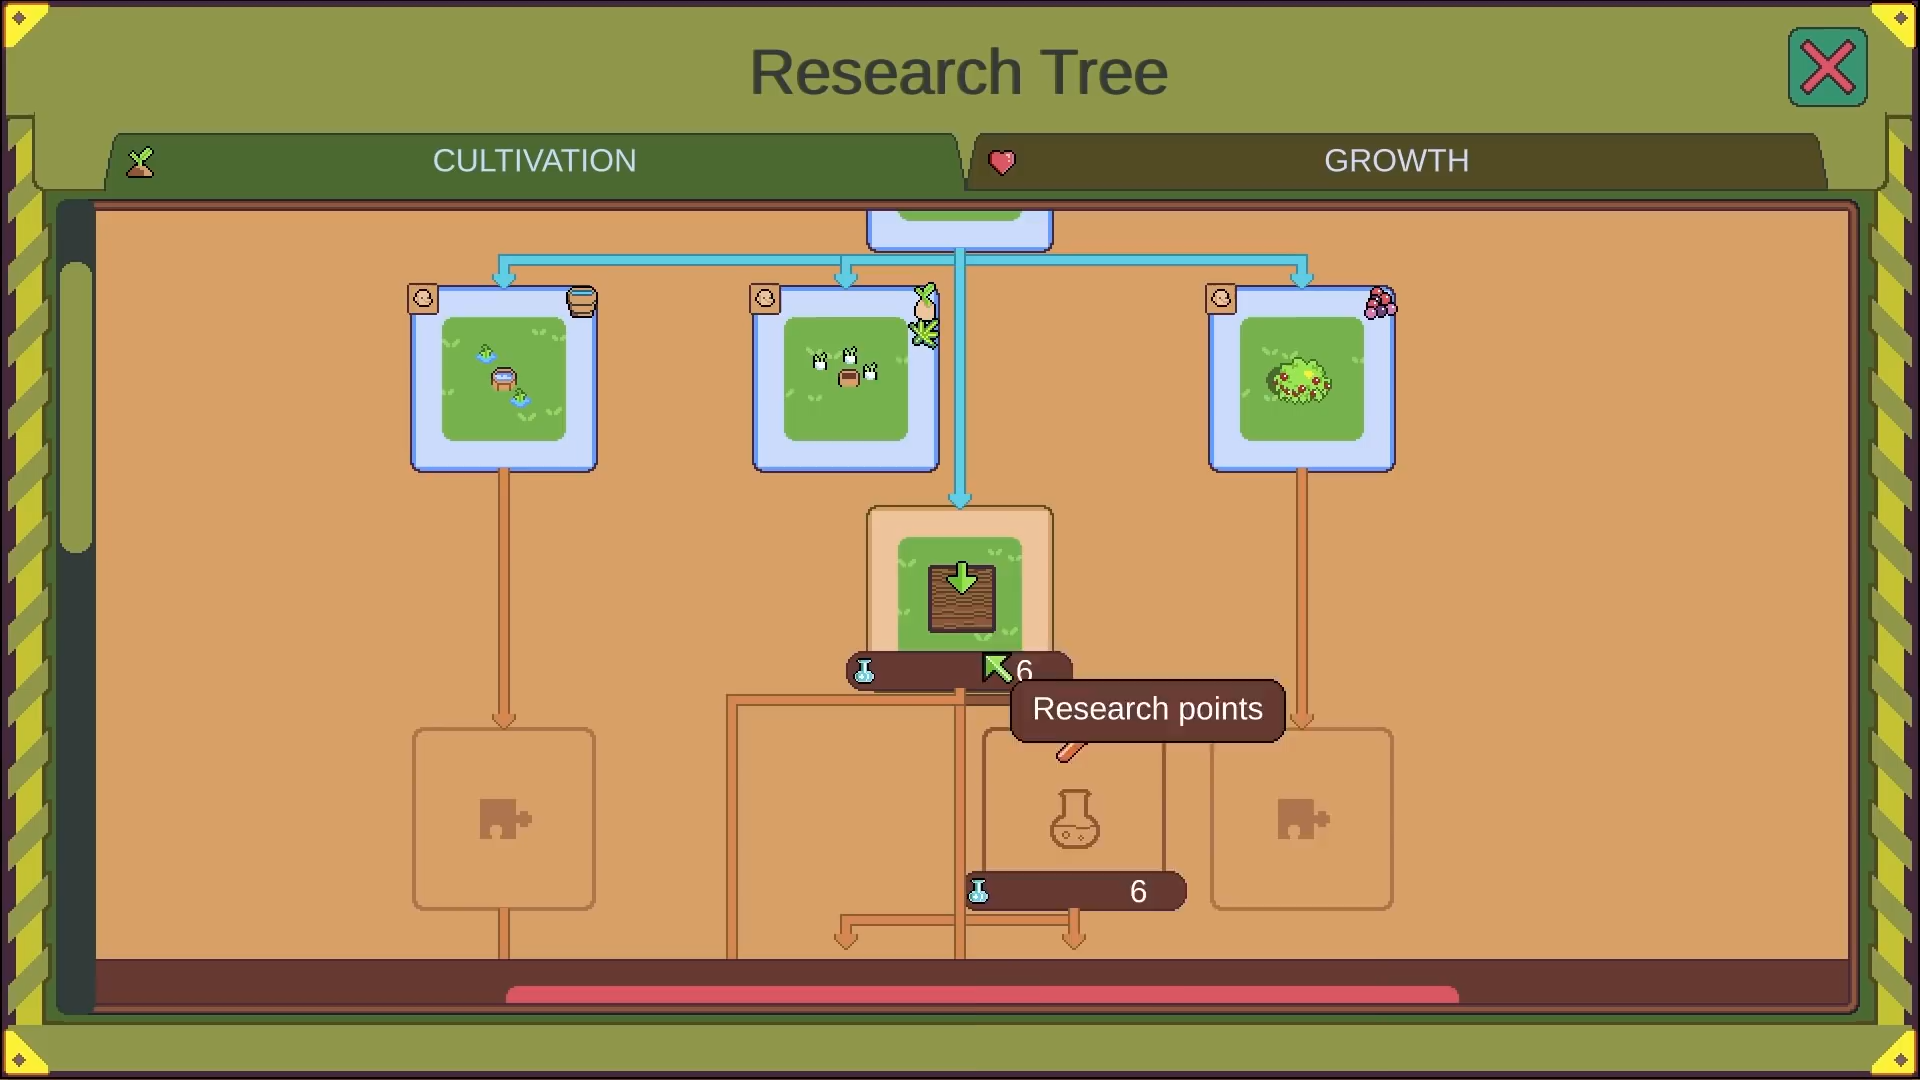 Research Tree
CULTIVATION
GROWTH
6
Research points
6